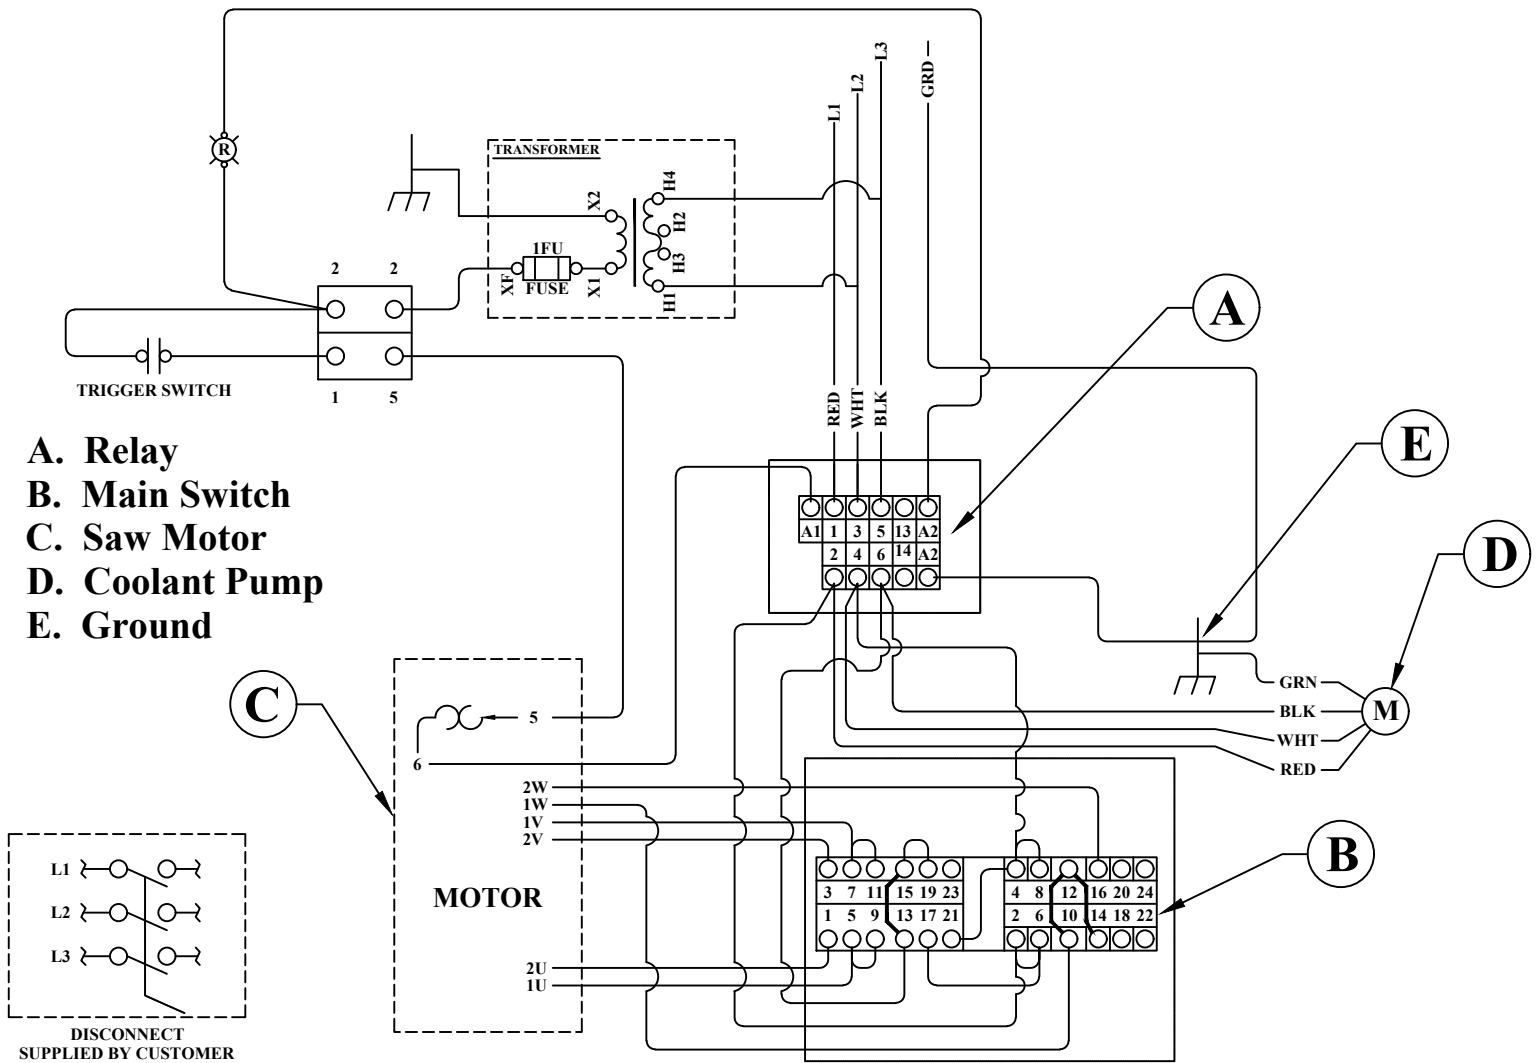 L1
L2
L3
GRD
R
TRANSFORMER
X2
H4
H2
1FU
H3
XF
FUSE
X1
H1
2 2
1 5
TRIGGER SWITCH
RED
WHT
BLK
A
E
D
A. Relay
B. Main Switch
C. Saw Motor
D. Coolant Pump
E. Ground
A1 1 3 5 13 A2
2 4 6 14 A2
C
5
6
GRN
BLK
WHT
RED
M
2W
1W
1V
2V
MOTOR
2U
1U
B
3 7 11 15 19 23
1 5 9 13 17 21
4 8 12 16 20 24
2 6 10 14 18 22
L1
L2
L3
DISCONNECT
SUPPLIED BY CUSTOMER